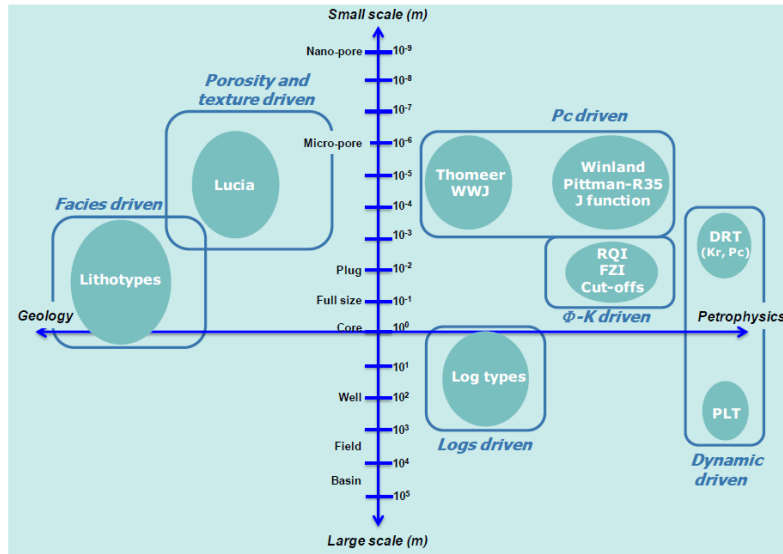 Small scale (m)
Nano-pore
10⁻⁹
10⁻⁸
10⁻⁷
Micro-pore
10⁻⁶
10⁻⁵
10⁻⁴
10⁻³
Plug
10⁻²
Full size
10⁻¹
Core
10⁰
10¹
Well
10²
10³
Field
10⁴
Basin
10⁵
Large scale (m)
Geology
Petrophysics
Porosity and
texture driven
Lucia
Facies driven
Lithotypes
Pc driven
Thomeer
WWJ
Winland
Pittman-R35
J function
RQI
FZI
Cut-offs
Φ-K driven
DRT
(Kr, Pc)
PLT
Dynamic
driven
Log types
Logs driven